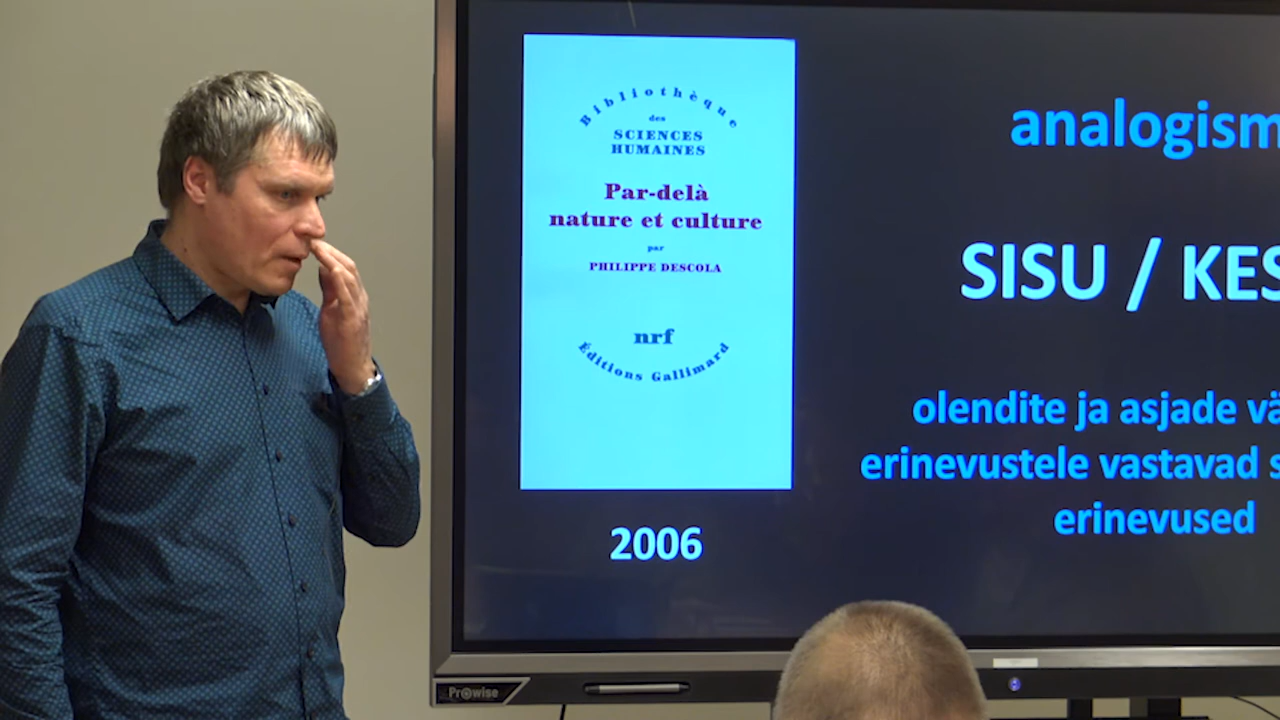 Bibliothèque
des
SCIENCES
HUMAINES
Par-delà
nature et culture
par
PHILIPPE DESCOLA
nrf
Éditions Gallimard
2006
analogism
SISU / KES
olendite ja asjade vä
erinevustele vastavad s
erinevused
Prowise